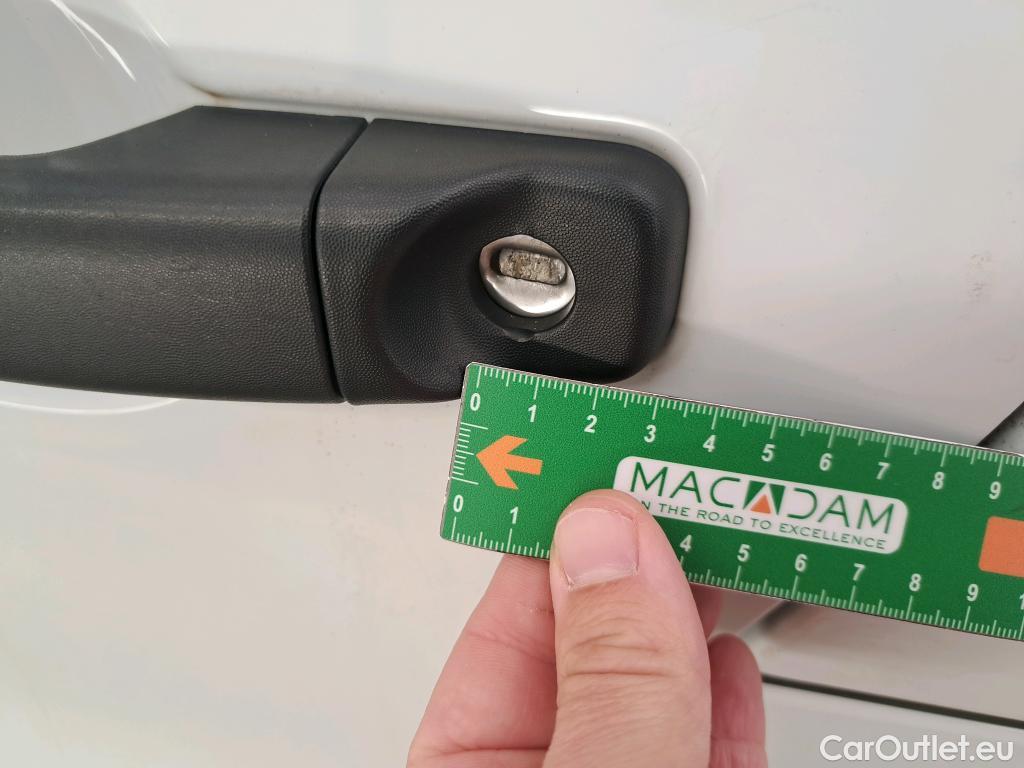 0 1 2 3 4 5 6 7 8 9
MACADAM
N THE ROAD TO EXCELLENCE
0 1 4 5 6 7 8 9 1
CarOutlet.eu